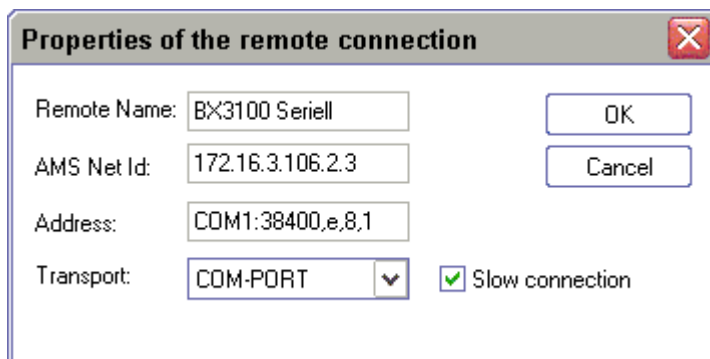 Properties of the remote connection
Remote Name: BX3100 Seriell OK
AMS Net Id: 172.16.3.106.2.3 Cancel
Address: COM1:38400,e,8,1
Transport: COM-PORT Slow connection